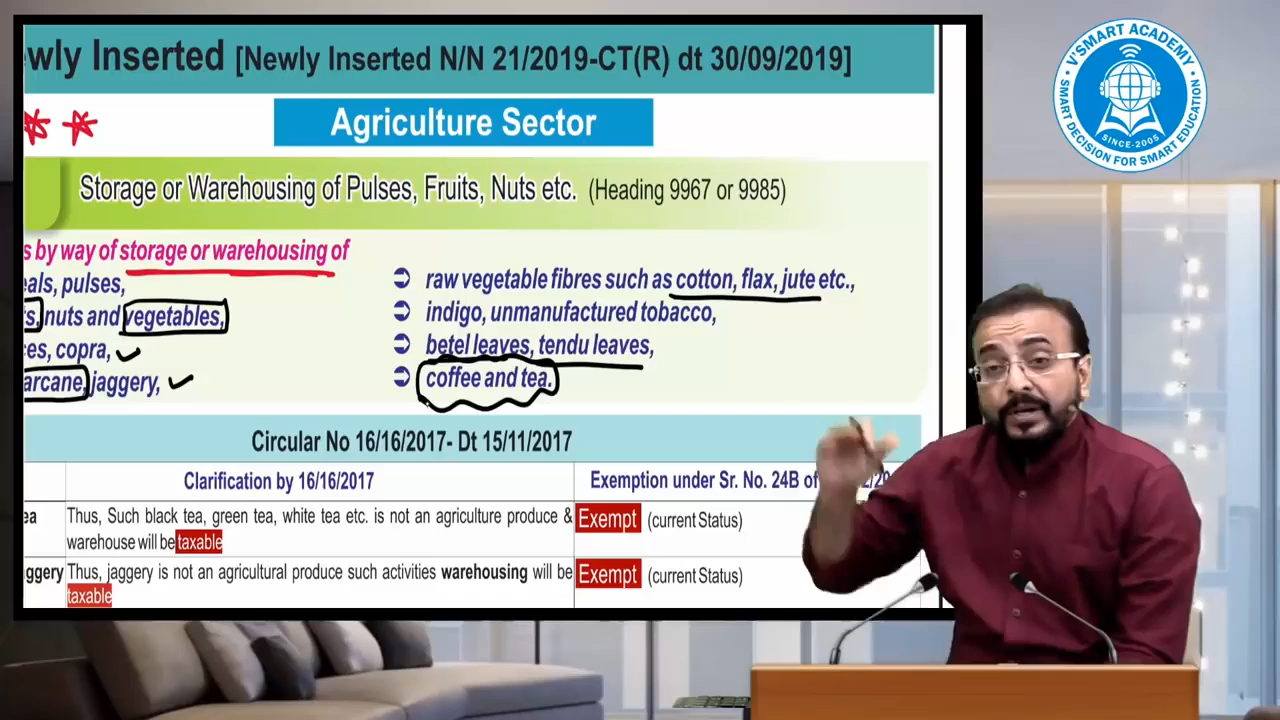 wly Inserted [Newly Inserted N/N 21/2019-CT(R) dt 30/09/2019]
Agriculture Sector
Storage or Warehousing of Pulses, Fruits, Nuts etc. (Heading 9967 or 9985)
s by way of storage or warehousing of
als, pulses,
s, nuts and vegetables,
es, copra,
arcane, jaggery,
➲ raw vegetable fibres such as cotton, flax, jute etc.,
➲ indigo, unmanufactured tobacco,
➲ betel leaves, tendu leaves,
➲ coffee and tea.
Circular No 16/16/2017- Dt 15/11/2017
Clarification by 16/16/2017
Exemption under Sr. No. 24B of
ea
Thus, Such black tea, green tea, white tea etc. is not an agriculture produce &
warehouse will be taxable
Exempt (current Status)
ggery
Thus, jaggery is not an agricultural produce such activities warehousing will be
taxable
Exempt (current Status)
V'SMART ACADEMY
SINCE-2005
SMART DECISION FOR SMART EDUCATION